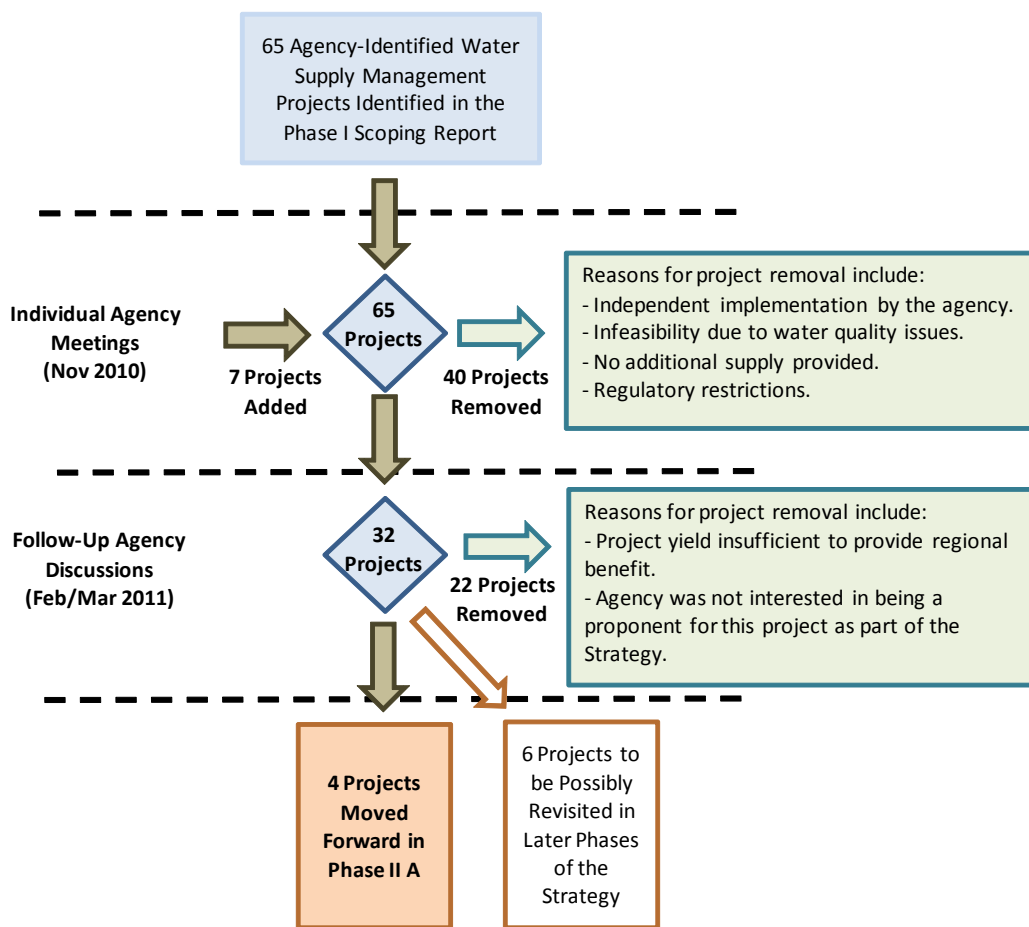 65 Agency-Identified Water
Supply Management
Projects Identified in the
Phase I Scoping Report
Individual Agency
Meetings
(Nov 2010)
7 Projects
Added
65
Projects
40 Projects
Removed
Reasons for project removal include:
- Independent implementation by the agency.
- Infeasibility due to water quality issues.
- No additional supply provided.
- Regulatory restrictions.
Follow-Up Agency
Discussions
(Feb/Mar 2011)
32
Projects
22 Projects
Removed
Reasons for project removal include:
- Project yield insufficient to provide regional
benefit.
- Agency was not interested in being a
proponent for this project as part of the
Strategy.
4 Projects
Moved
Forward in
Phase II A
6 Projects to
be Possibly
Revisited in
Later Phases
of the
Strategy